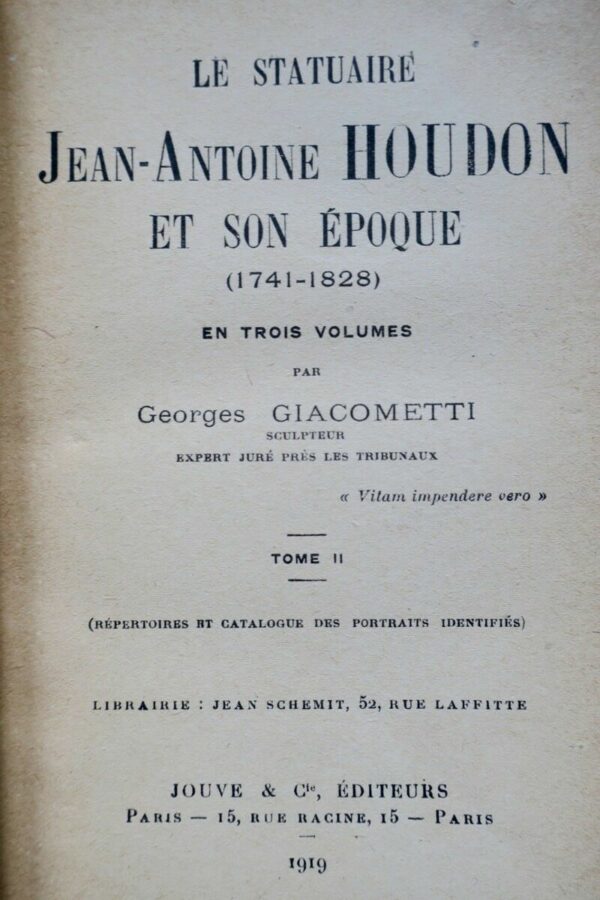 LE STATUAIRE
JEAN-ANTOINE HOUDON
ET SON ÉPOQUE
(1741-1828)
EN TROIS VOLUMES
PAR
Georges GIACOMETTI
SCULPTEUR
EXPERT JURÉ PRÈS LES TRIBUNAUX
« Vitam impendere vero »
TOME II
(RÉPERTOIRES ET CATALOGUE DES PORTRAITS IDENTIFIÉS)
LIBRAIRIE : JEAN SCHEMIT, 52, RUE LAFFITTE
JOUVE & Cie, ÉDITEURS
PARIS — 15, RUE RACINE, 15 — PARIS
1919